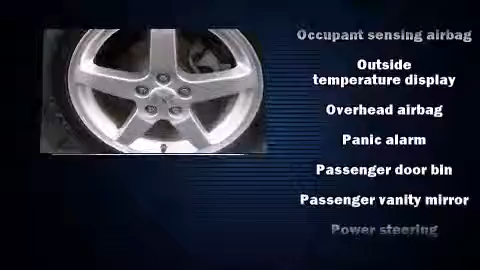 Occupant sensing airbag
Outside
temperature display
Overhead airbag
Panic alarm
Passenger door bin
Passenger vanity mirror
Power steering